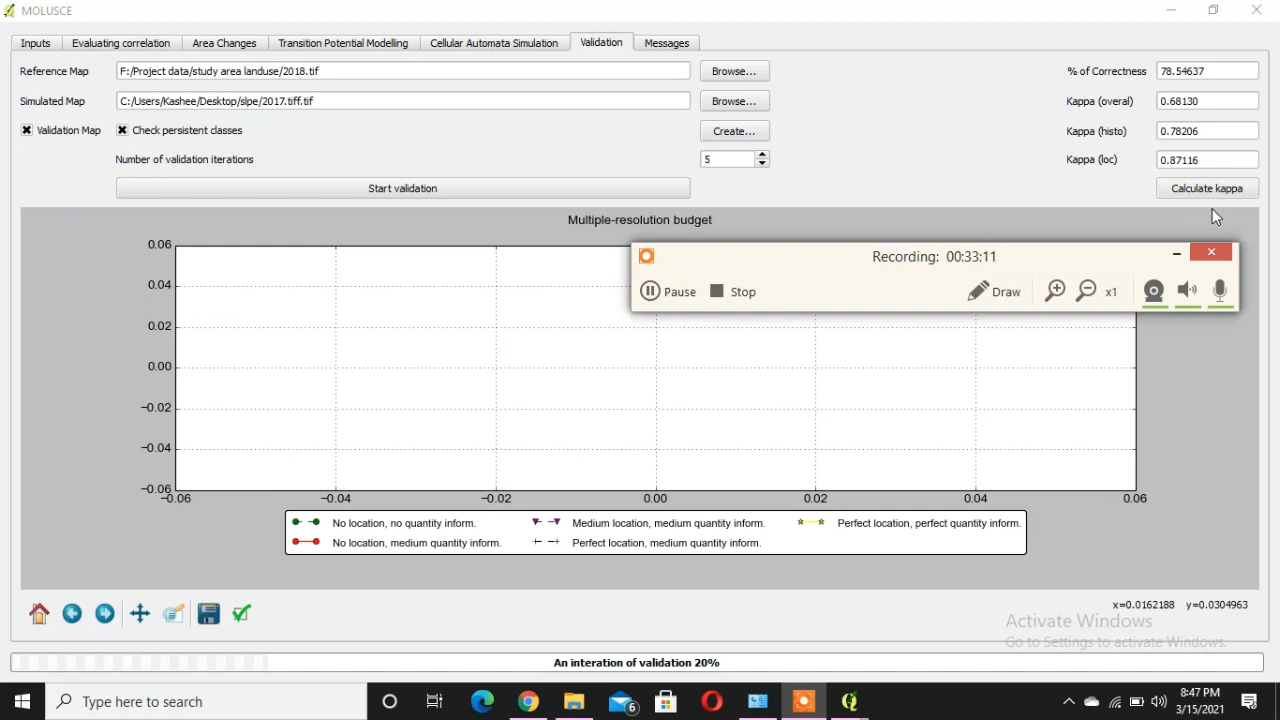 MOLUSCE
Inputs Evaluating correlation Area Changes Transition Potential Modelling Cellular Automata Simulation Validation Messages
Reference Map F:/Project data/study area landuse/2018.tif Browse... % of Correctness 78.54637
Simulated Map C:/Users/Kashee/Desktop/slpe/2017.tiff.tif Browse... Kappa (overal) 0.68130
Validation Map Check persistent classes Create... Kappa (histo) 0.78206
Number of validation iterations 5 Kappa (loc) 0.87116
Start validation Calculate kappa
Multiple-resolution budget
0.06
Recording: 00:33:11
0.04
Pause Stop Draw x1
0.02
0.00
−0.02
−0.04
−0.06
−0.06 −0.04 −0.02 0.00 0.02 0.04 0.06
No location, no quantity inform. Medium location, medium quantity inform. Perfect location, perfect quantity inform.
No location, medium quantity inform. Perfect location, medium quantity inform.
x=0.0162188 y=0.0304963
Activate Windows
Go to Settings to activate Windows.
An interation of validation 20%
Type here to search
6
8:47 PM
3/15/2021